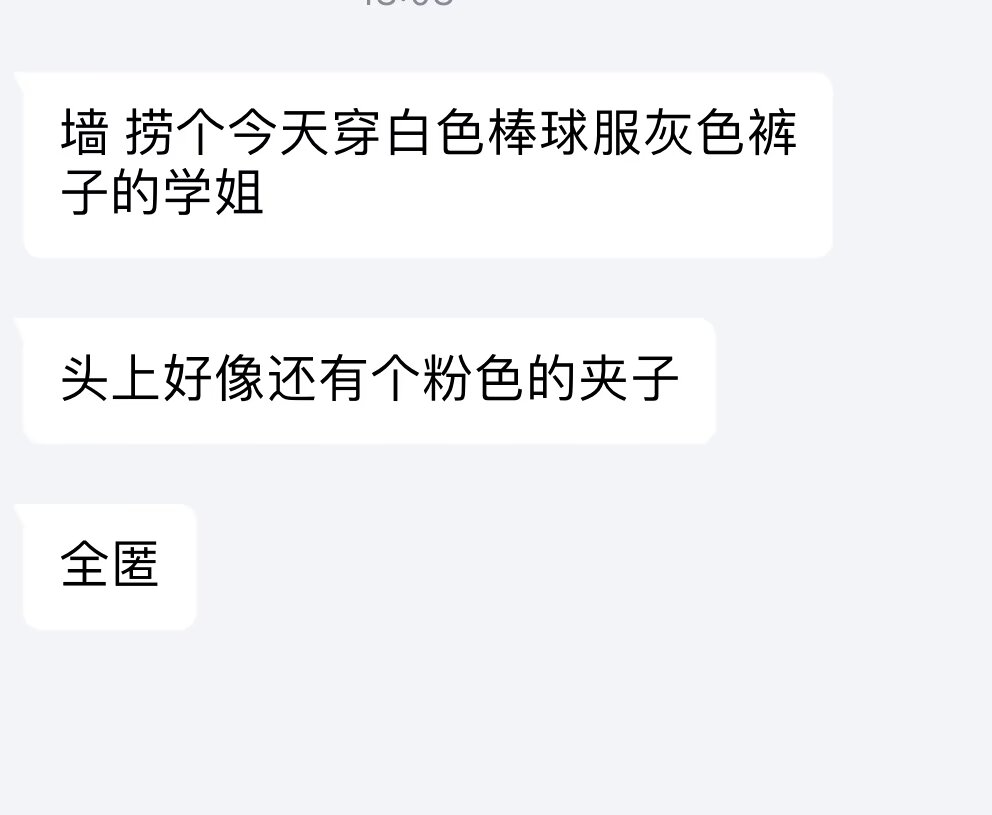 墙 捞个今天穿白色棒球服灰色裤
子的学姐
头上好像还有个粉色的夹子
全匿